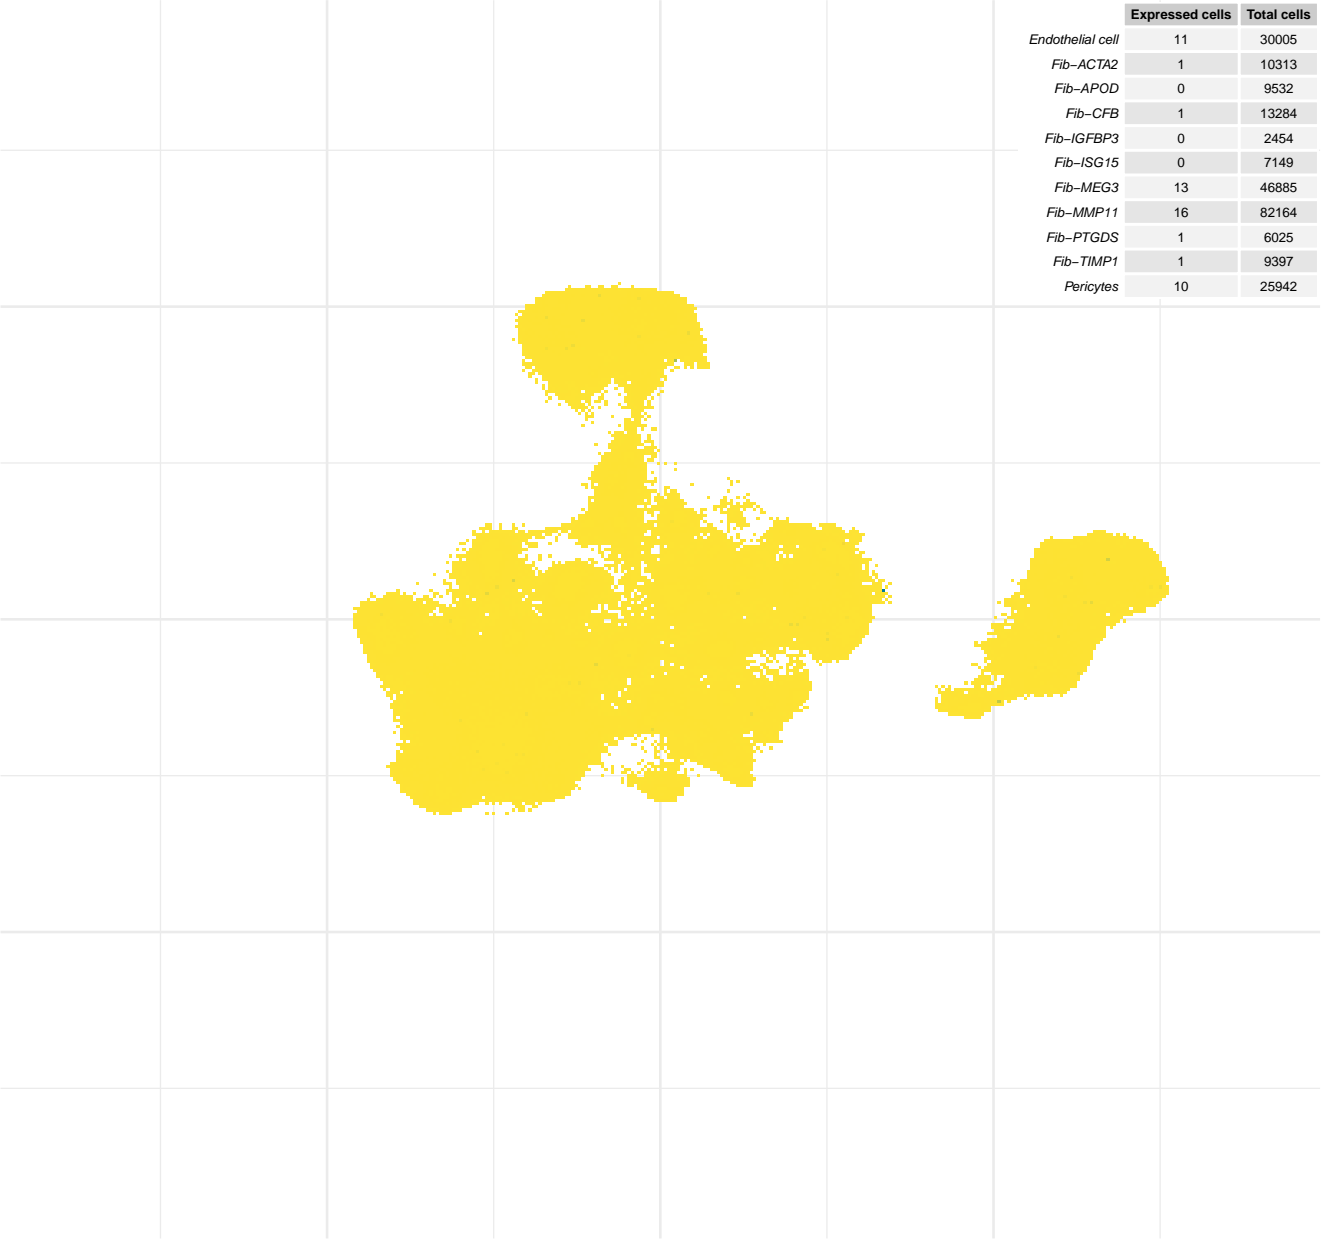 Expressed cells Total cells
Endothelial cell 11 30005
Fib−ACTA2 1 10313
Fib−APOD 0 9532
Fib−CFB 1 13284
Fib−IGFBP3 0 2454
Fib−ISG15 0 7149
Fib−MEG3 13 46885
Fib−MMP11 16 82164
Fib−PTGDS 1 6025
Fib−TIMP1 1 9397
Pericytes 10 25942